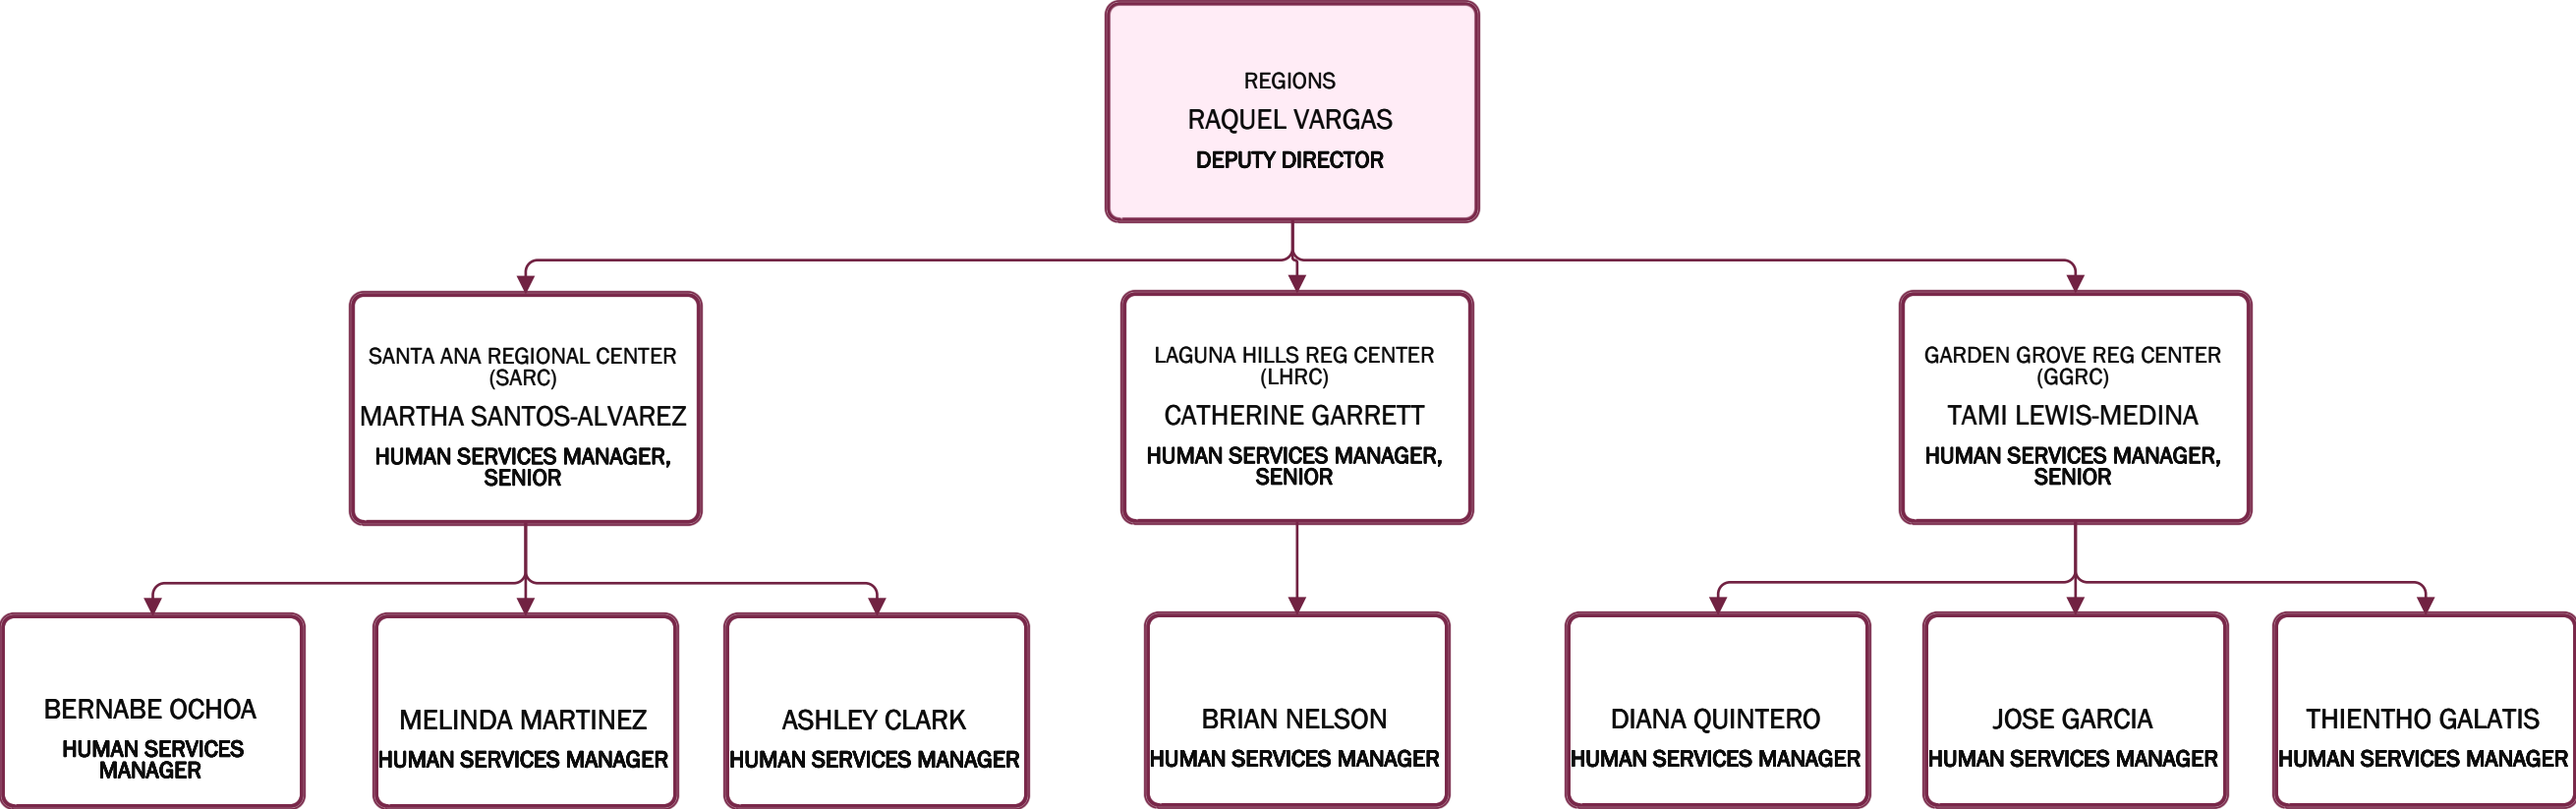 REGIONS
RAQUEL VARGAS
DEPUTY DIRECTOR
SANTA ANA REGIONAL CENTER
(SARC)
MARTHA SANTOS-ALVAREZ
HUMAN SERVICES MANAGER,
SENIOR
LAGUNA HILLS REG CENTER
(LHRC)
CATHERINE GARRETT
HUMAN SERVICES MANAGER,
SENIOR
GARDEN GROVE REG CENTER
(GGRC)
TAMI LEWIS-MEDINA
HUMAN SERVICES MANAGER,
SENIOR
BERNABE OCHOA
HUMAN SERVICES
MANAGER
MELINDA MARTINEZ
HUMAN SERVICES MANAGER
ASHLEY CLARK
HUMAN SERVICES MANAGER
BRIAN NELSON
HUMAN SERVICES MANAGER
DIANA QUINTERO
HUMAN SERVICES MANAGER
JOSE GARCIA
HUMAN SERVICES MANAGER
THIENTHO GALATIS
HUMAN SERVICES MANAGER